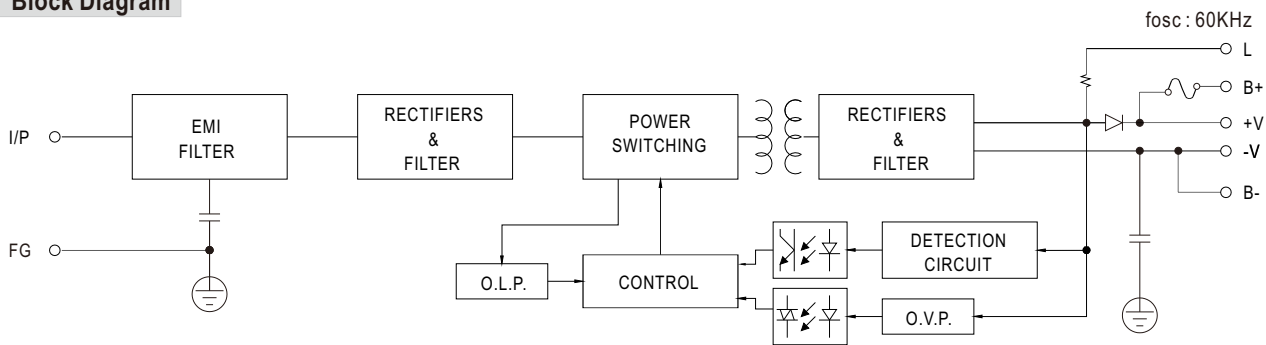 Block Diagram
fosc : 60KHz
L
B+
+V
-V
B-
I/P
EMI
FILTER
RECTIFIERS
&
FILTER
POWER
SWITCHING
RECTIFIERS
&
FILTER
FG
O.L.P.
CONTROL
DETECTION
CIRCUIT
O.V.P.